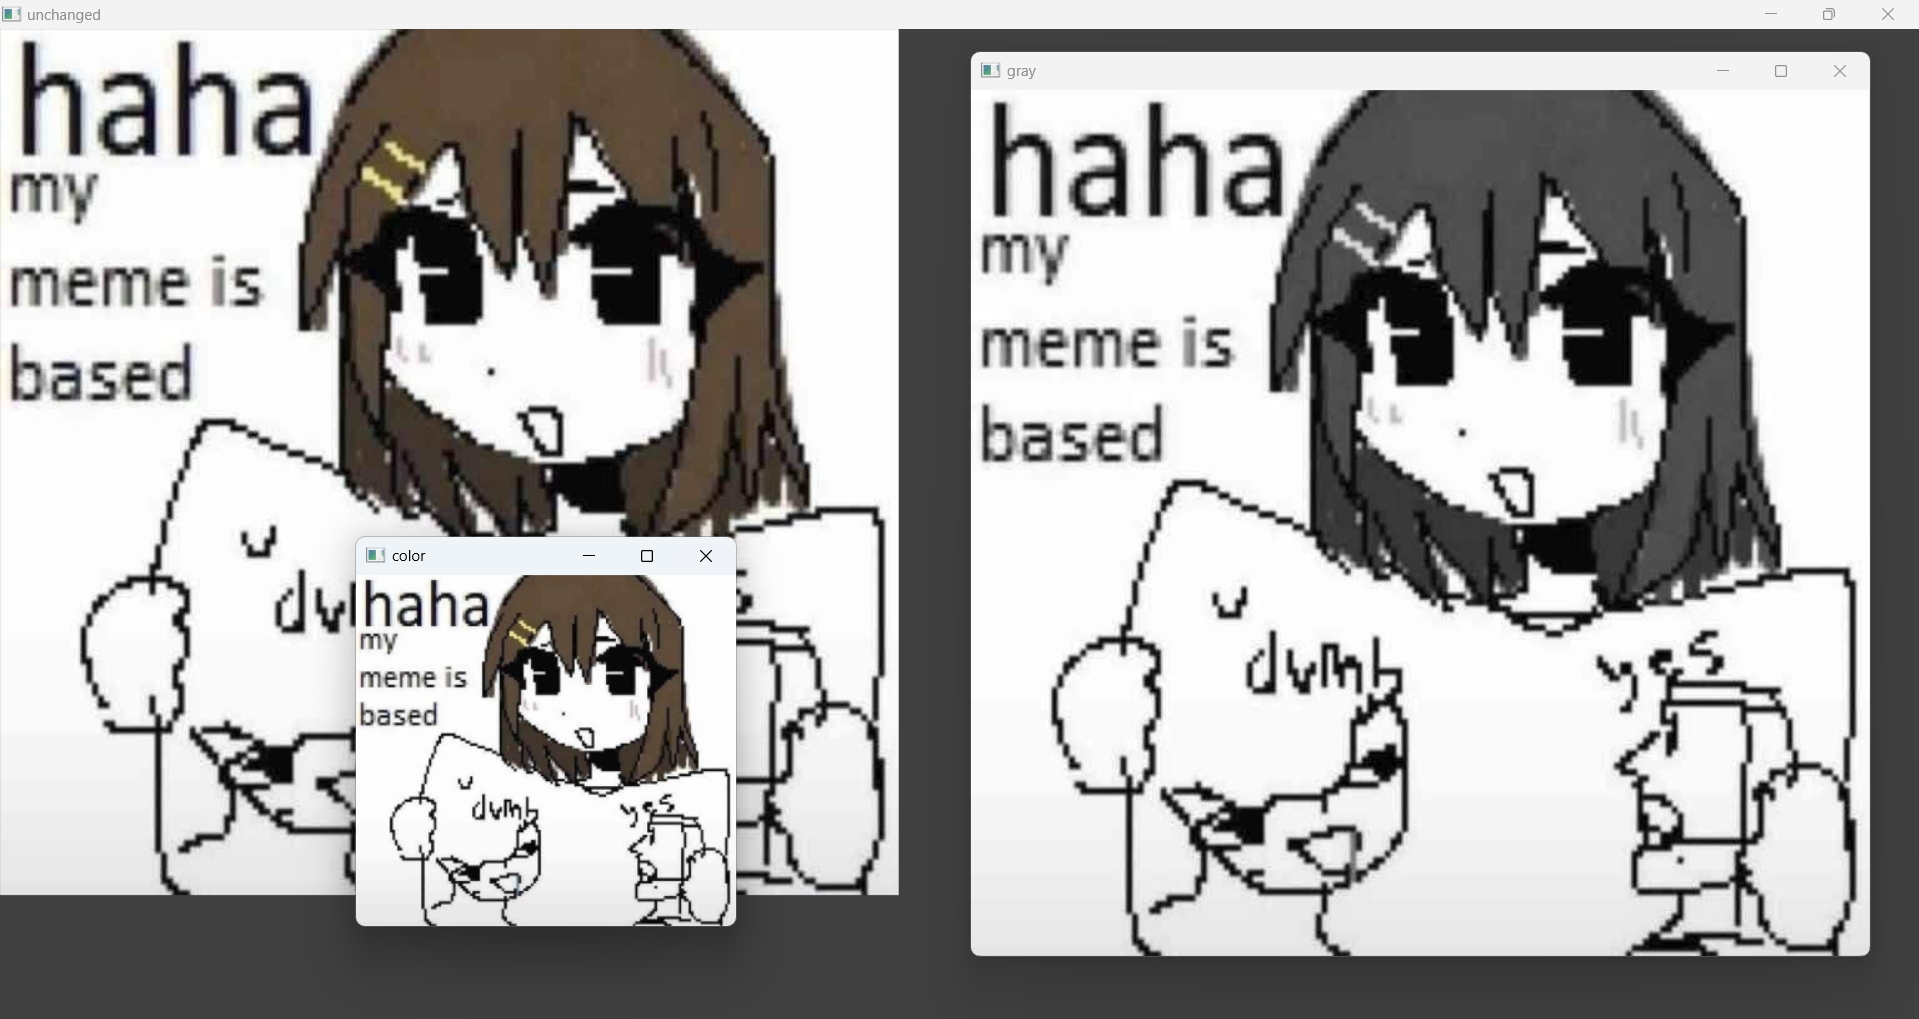 unchanged
haha
my
meme is
based
dv
gray
haha
my
meme is
based
dvmb
yes
color
haha
my
meme is
based
dvmb
yes